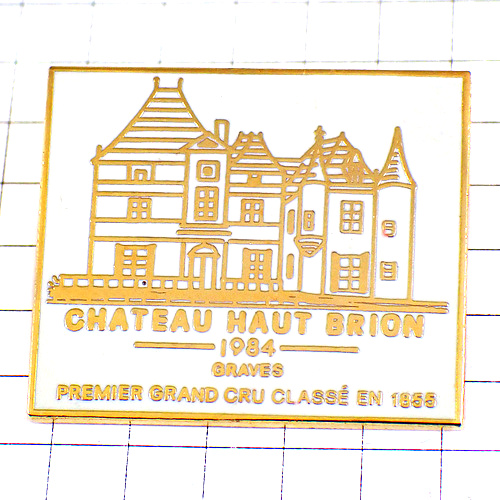 CHATEAU HAUT BRION
1984
GRAVES
PREMIER GRAND CRU CLASSÉ EN 1855